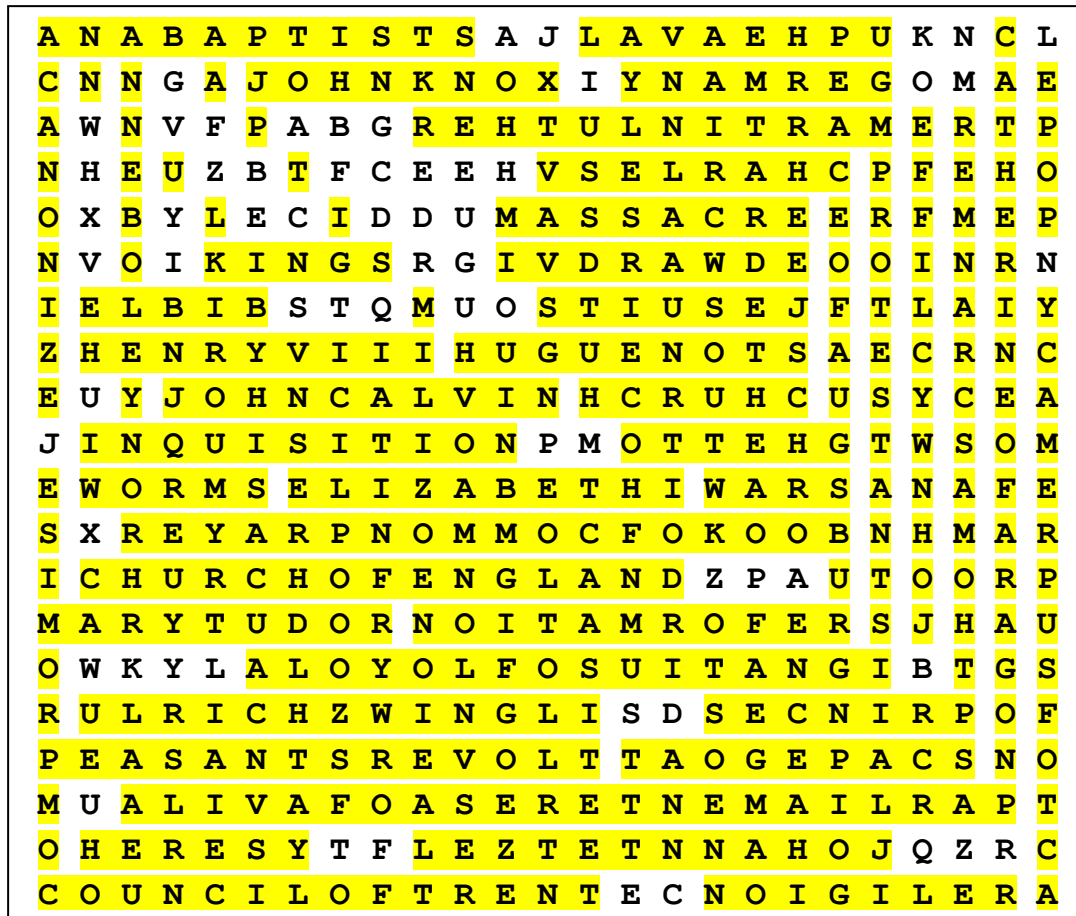 A N A B A P T I S T S A J L A V A E H P U K N C L
C N N G A J O H N K N O X I Y N A M R E G O M A E
A W N V F P A B G R E H T U L N I T R A M E R T P
N H E U Z B T F C E E H V S E L R A H C P F E H O
O X B Y L E C I D D U M A S S A C R E E R F M E P
N V O I K I N G S R G I V D R A W D E O O I N R N
I E L B I B S T Q M U O S T I U S E J F T L A I Y
Z H E N R Y V I I I H U G U E N O T S A E C R N C
E U Y J O H N C A L V I N H C R U H C U S Y C E A
J I N Q U I S I T I O N P M O T T E H G T W S O M
E W O R M S E L I Z A B E T H I W A R S A N A F E
S X R E Y A R P N O M M O C F O K O O B N H M A R
I C H U R C H O F E N G L A N D Z P A U T O O R P
M A R Y T U D O R N O I T A M R O F E R S J H A U
O W K Y L A L O Y O L F O S U I T A N G I B T G S
R U L R I C H Z W I N G L I S D S E C N I R P O F
P E A S A N T S R E V O L T T A O G E P A C S N O
M U A L I V A F O A S E R E T N E M A I L R A P T
O H E R E S Y T F L E Z T E T N N A H O J Q Z R C
C O U N C I L O F T R E N T E C N O I G I L E R A